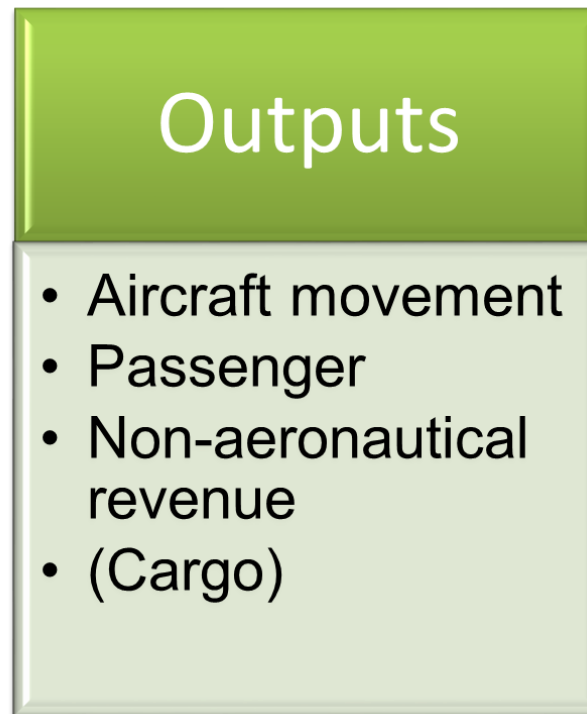 Outputs
• Aircraft movement
• Passenger
• Non-aeronautical
revenue
• (Cargo)